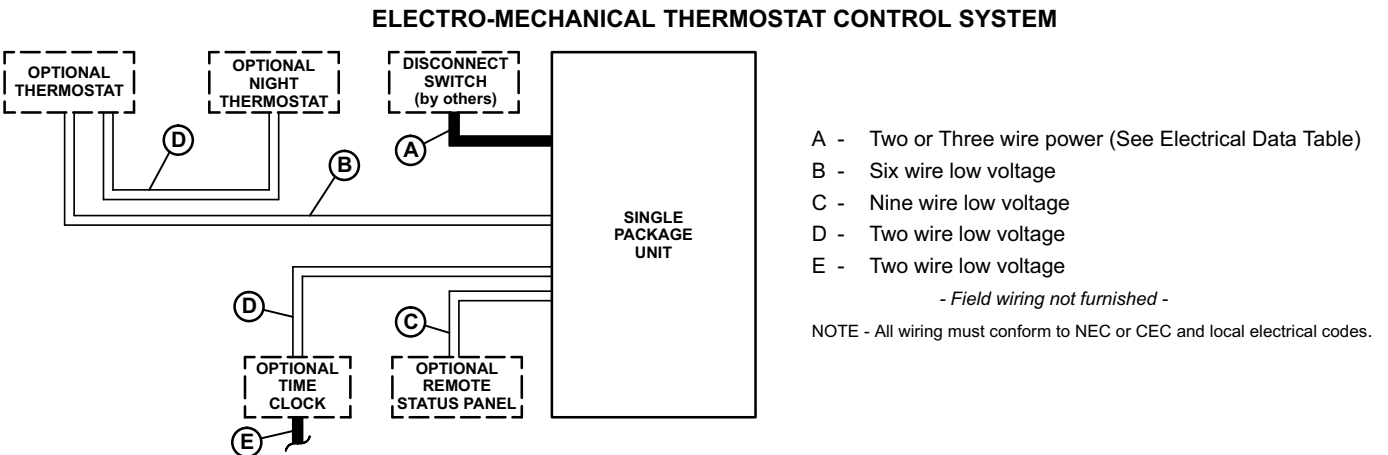 ELECTRO-MECHANICAL THERMOSTAT CONTROL SYSTEM
OPTIONAL
THERMOSTAT
OPTIONAL
NIGHT
THERMOSTAT
DISCONNECT
SWITCH
(by others)
D
B
A
SINGLE
PACKAGE
UNIT
D
C
OPTIONAL
TIME
CLOCK
OPTIONAL
REMOTE
STATUS PANEL
E
A - Two or Three wire power (See Electrical Data Table)
B - Six wire low voltage
C - Nine wire low voltage
D - Two wire low voltage
E - Two wire low voltage
- Field wiring not furnished -
NOTE - All wiring must conform to NEC or CEC and local electrical codes.